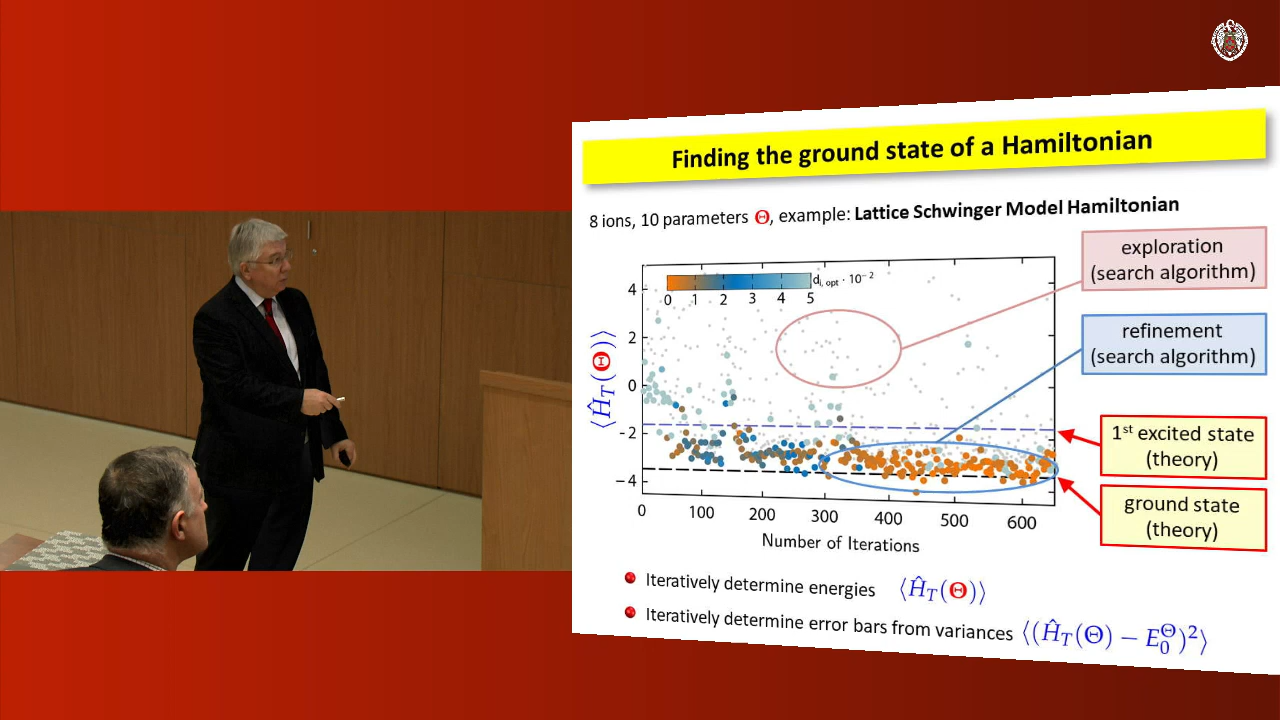 Finding the ground state of a Hamiltonian
8 ions, 10 parameters Θ, example: Lattice Schwinger Model Hamiltonian
exploration
(search algorithm)
refinement
(search algorithm)
1st excited state
(theory)
ground state
(theory)
d i, opt · 10⁻²
0 1 2 3 4 5
⟨Ĥ_T(Θ)⟩
4
2
0
-2
-4
0 100 200 300 400 500 600
Number of Iterations
Iteratively determine energies ⟨Ĥ_T(Θ)⟩
Iteratively determine error bars from variances ⟨(Ĥ_T(Θ) − E₀^Θ)²⟩